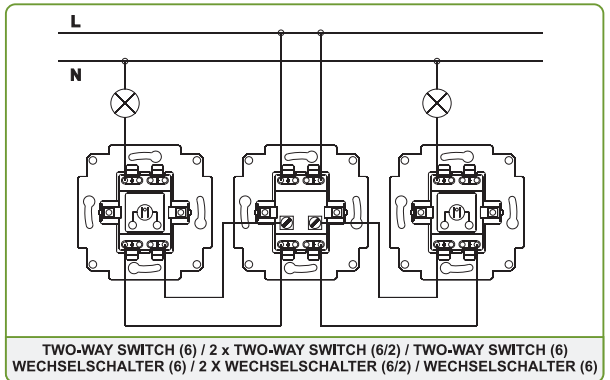 L
N
TWO-WAY SWITCH (6) / 2 x TWO-WAY SWITCH (6/2) / TWO-WAY SWITCH (6)
WECHSELSCHALTER (6) / 2 X WECHSELSCHALTER (6/2) / WECHSELSCHALTER (6)